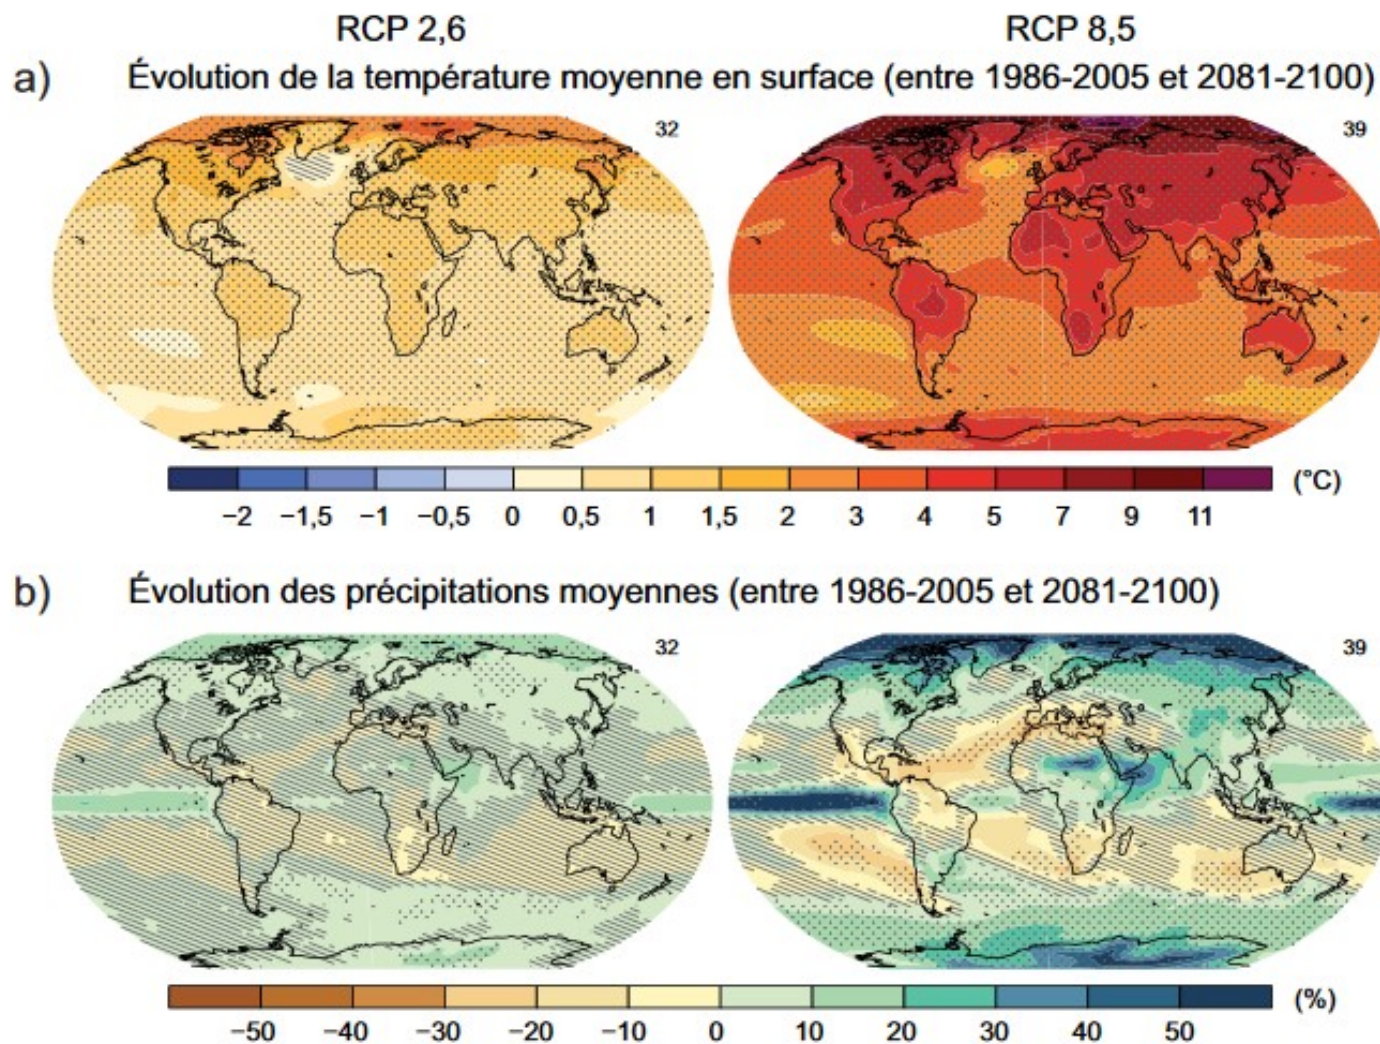 RCP 2,6 RCP 8,5
a) Évolution de la température moyenne en surface (entre 1986-2005 et 2081-2100)
32 39
−2 −1,5 −1 −0,5 0 0,5 1 1,5 2 3 4 5 7 9 11 (°C)
b) Évolution des précipitations moyennes (entre 1986-2005 et 2081-2100)
32 39
−50 −40 −30 −20 −10 0 10 20 30 40 50 (%)